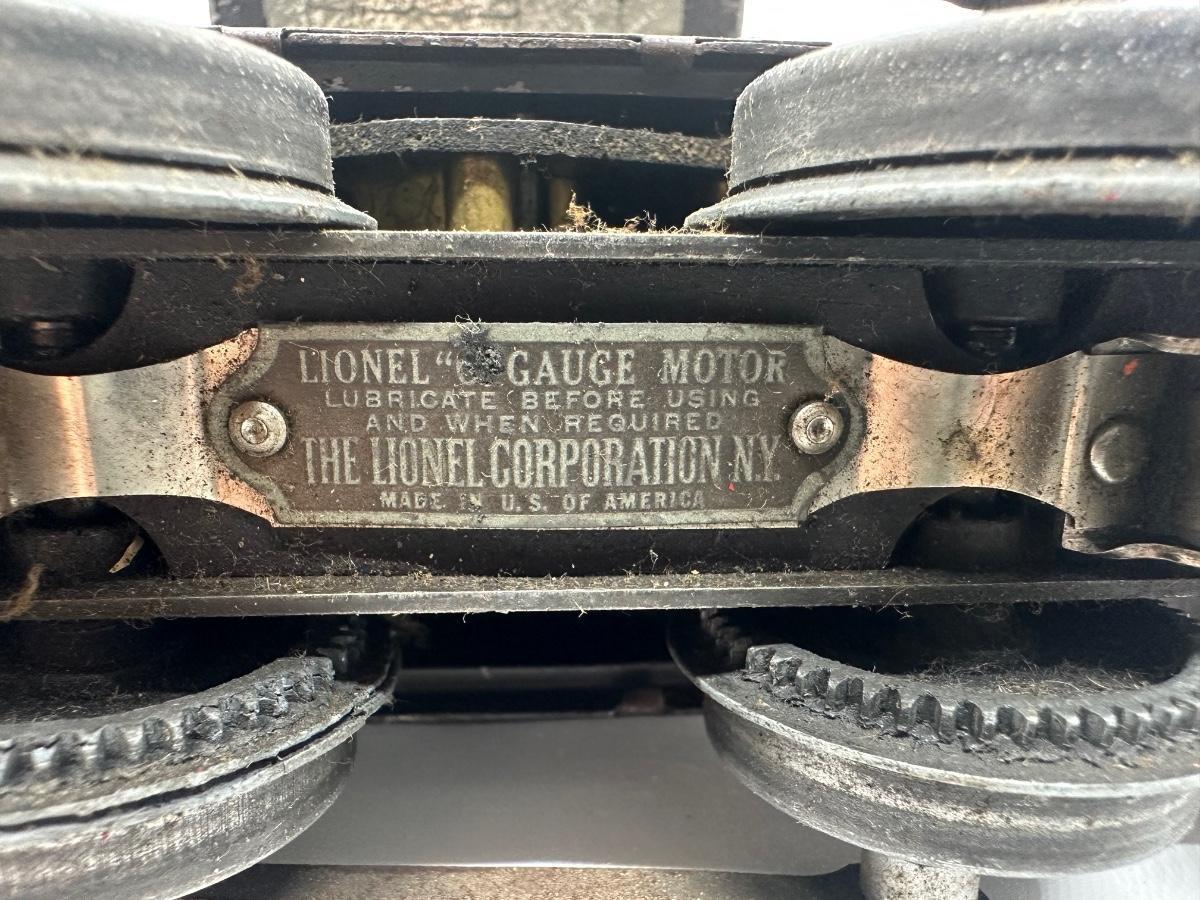 LIONEL "O" GAUGE MOTOR
LUBRICATE BEFORE USING
AND WHEN REQUIRED
THE LIONEL CORPORATION N.Y.
MADE IN U.S. OF AMERICA